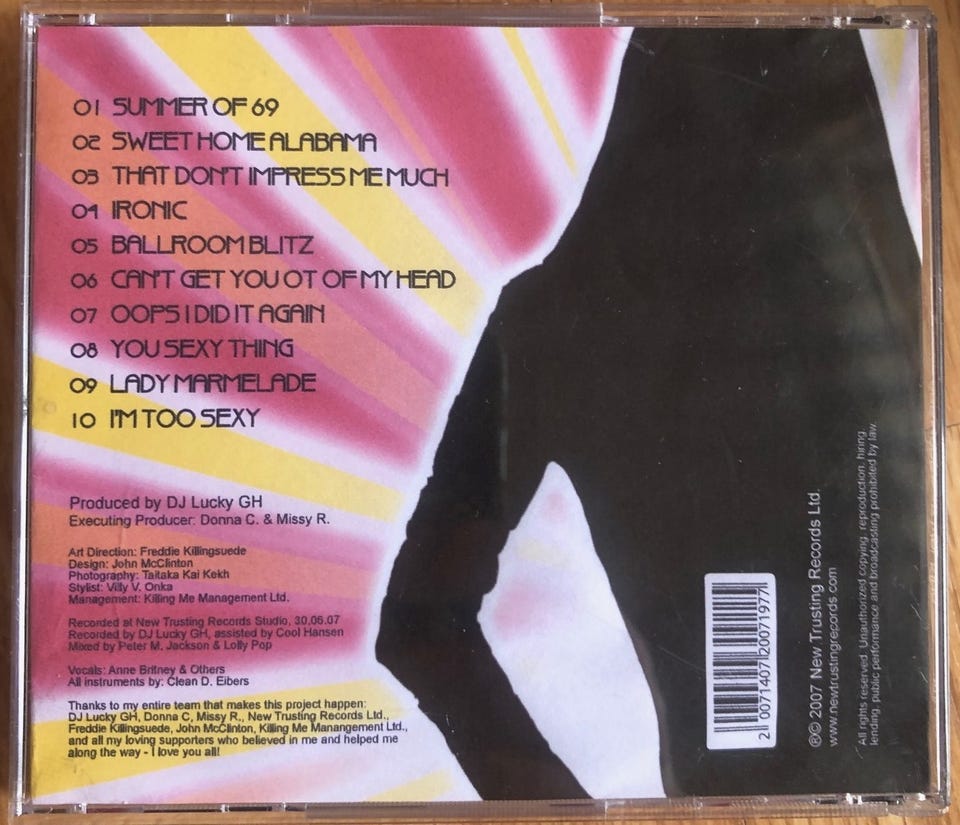 01 SUMMER OF 69
02 SWEET HOME ALABAMA
03 THAT DON'T IMPRESS ME MUCH
04 IRONIC
05 BALLROOM BLITZ
06 CAN'T GET YOU OT OF MY HEAD
07 OOPS I DID IT AGAIN
08 YOU SEXY THING
09 LADY MARMELADE
10 I'M TOO SEXY
Produced by DJ Lucky GH
Executing Producer: Donna C. & Missy R.
Art Direction: Freddie Killingsuede
Design: John McClinton
Photography: Taitaka Kai Kekh
Stylist: Villy V. Onka
Management: Killing Me Management Ltd.
Recorded at New Trusting Records Studio, 30.06.07
Recorded by DJ Lucky GH, assisted by Cool Hansen
Mixed by Peter M. Jackson & Lolly Pop
Vocals: Anne Britney & Others
All instruments by: Clean D. Eibers
Thanks to my entire team that makes this project happen:
DJ Lucky GH, Donna C, Missy R., New Trusting Records Ltd.,
Freddie Killingsuede, John McClinton, Killing Me Manangement Ltd.,
and all my loving supporters who believed in me and helped me
along the way - I love you all!
2 007140 7 20071977
℗© 2007 New Trusting Records Ltd.
www.newtrustingrecords.com
All rights reserved. Unauthorized copying, reproduction, hiring,
lending, public performance and broadcasting prohibited by law.